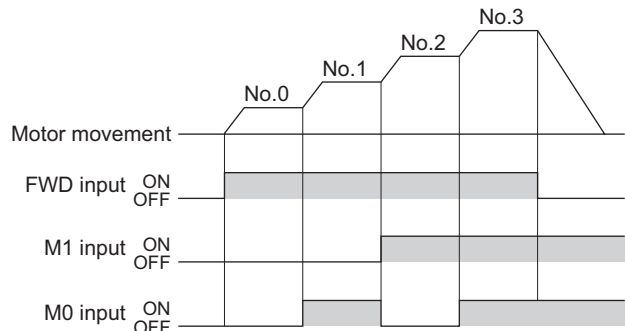 No.3
No.2
No.1
No.0
Motor movement
FWD input ON
OFF
M1 input ON
OFF
M0 input ON
OFF